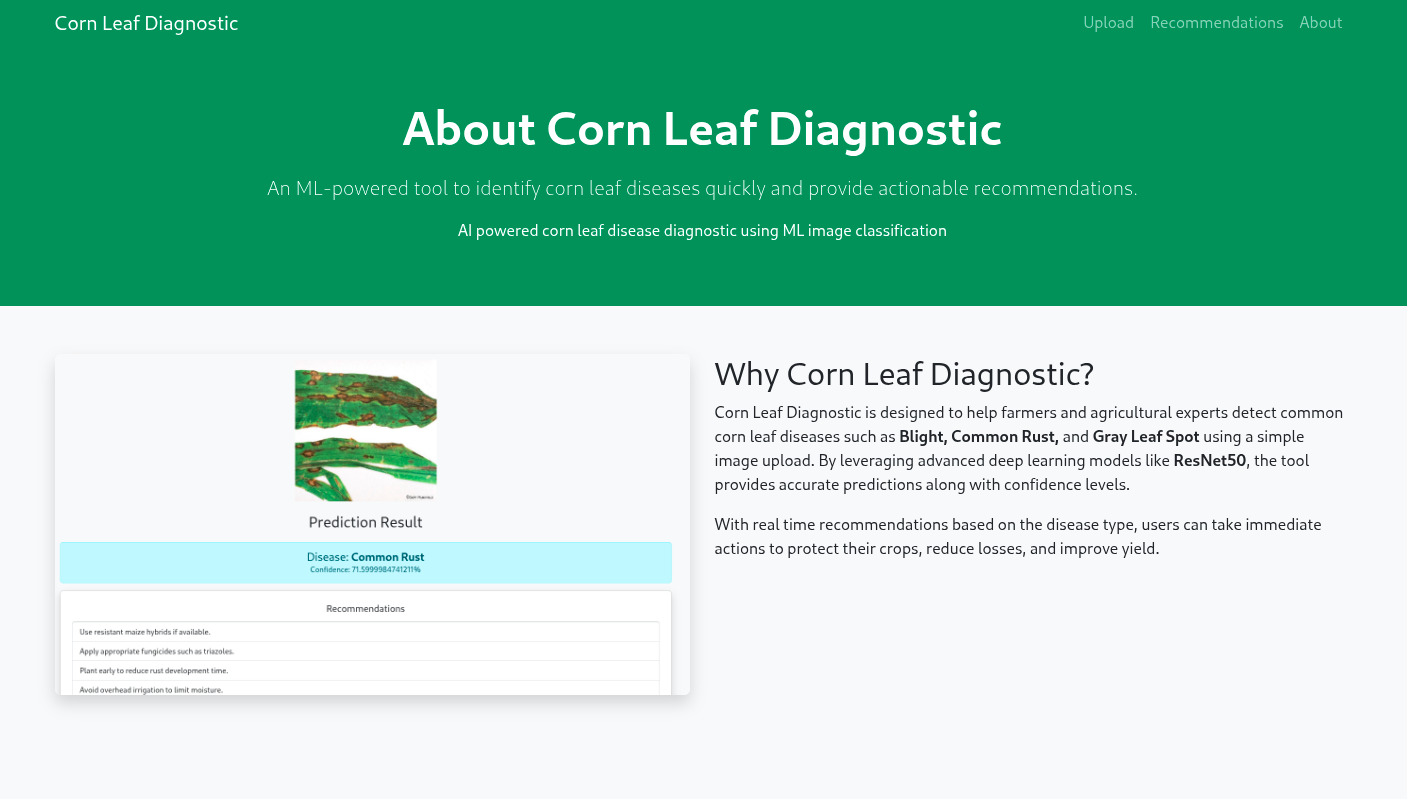 Corn Leaf Diagnostic
Upload Recommendations About
About Corn Leaf Diagnostic
An ML-powered tool to identify corn leaf diseases quickly and provide actionable recommendations.
AI powered corn leaf disease diagnostic using ML image classification
Prediction Result
Disease: Common Rust
Confidence: 71.5999984741211%
Recommendations
Use resistant maize hybrids if available.
Apply appropriate fungicides such as triazoles.
Plant early to reduce rust development time.
Avoid overhead irrigation to limit moisture.
Why Corn Leaf Diagnostic?
Corn Leaf Diagnostic is designed to help farmers and agricultural experts detect common
corn leaf diseases such as Blight, Common Rust, and Gray Leaf Spot using a simple
image upload. By leveraging advanced deep learning models like ResNet50, the tool
provides accurate predictions along with confidence levels.
With real time recommendations based on the disease type, users can take immediate
actions to protect their crops, reduce losses, and improve yield.